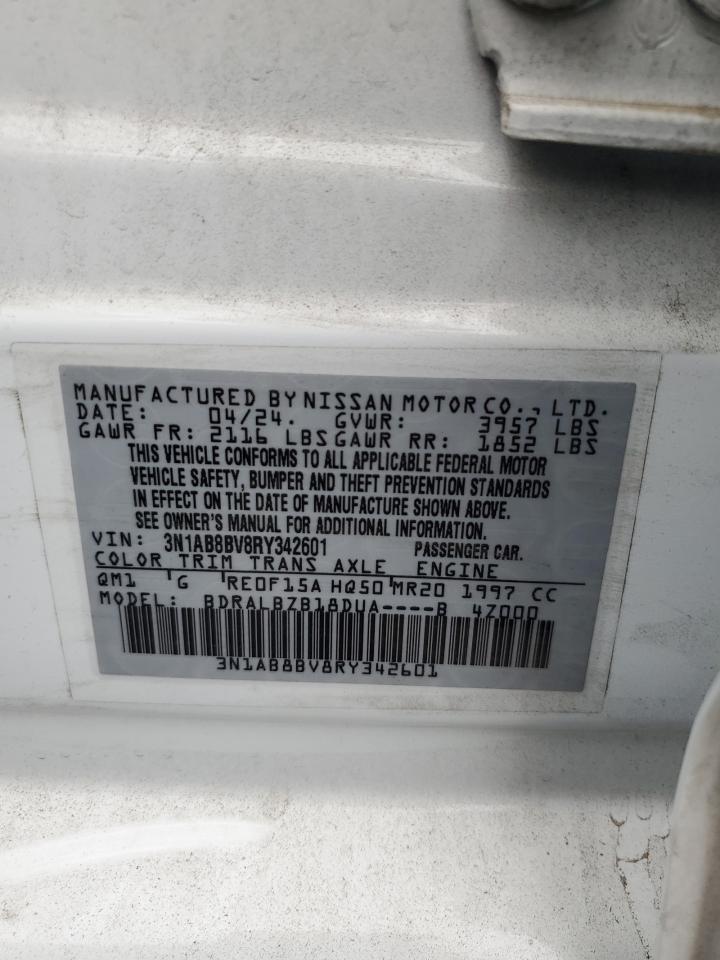 MANUFACTURED BY NISSAN MOTOR CO., LTD.
DATE: 04/24. GVWR: 3957 LBS
GAWR FR: 2116 LBS GAWR RR: 1852 LBS
THIS VEHICLE CONFORMS TO ALL APPLICABLE FEDERAL MOTOR
VEHICLE SAFETY, BUMPER AND THEFT PREVENTION STANDARDS
IN EFFECT ON THE DATE OF MANUFACTURE SHOWN ABOVE.
SEE OWNER'S MANUAL FOR ADDITIONAL INFORMATION.
VIN: 3N1AB8BV8RY342601 PASSENGER CAR.
COLOR TRIM TRANS AXLE ENGINE
QM1 G RE0F15A HQ50 MR20 1997 CC
MODEL: BDRALBZB18DUA----B 4Z000
3N1AB8BV8RY342601